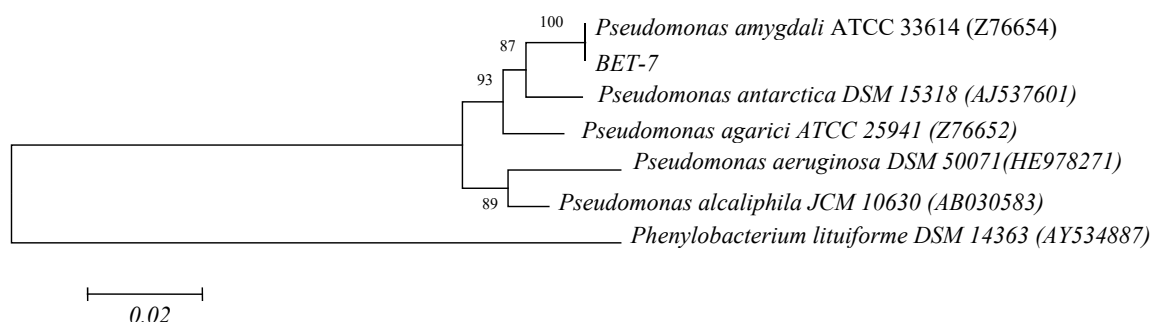 100
Pseudomonas amygdali ATCC 33614 (Z76654)
87
BET-7
93
Pseudomonas antarctica DSM 15318 (AJ537601)
Pseudomonas agarici ATCC 25941 (Z76652)
Pseudomonas aeruginosa DSM 50071(HE978271)
89
Pseudomonas alcaliphila JCM 10630 (AB030583)
Phenylobacterium lituiforme DSM 14363 (AY534887)
0.02